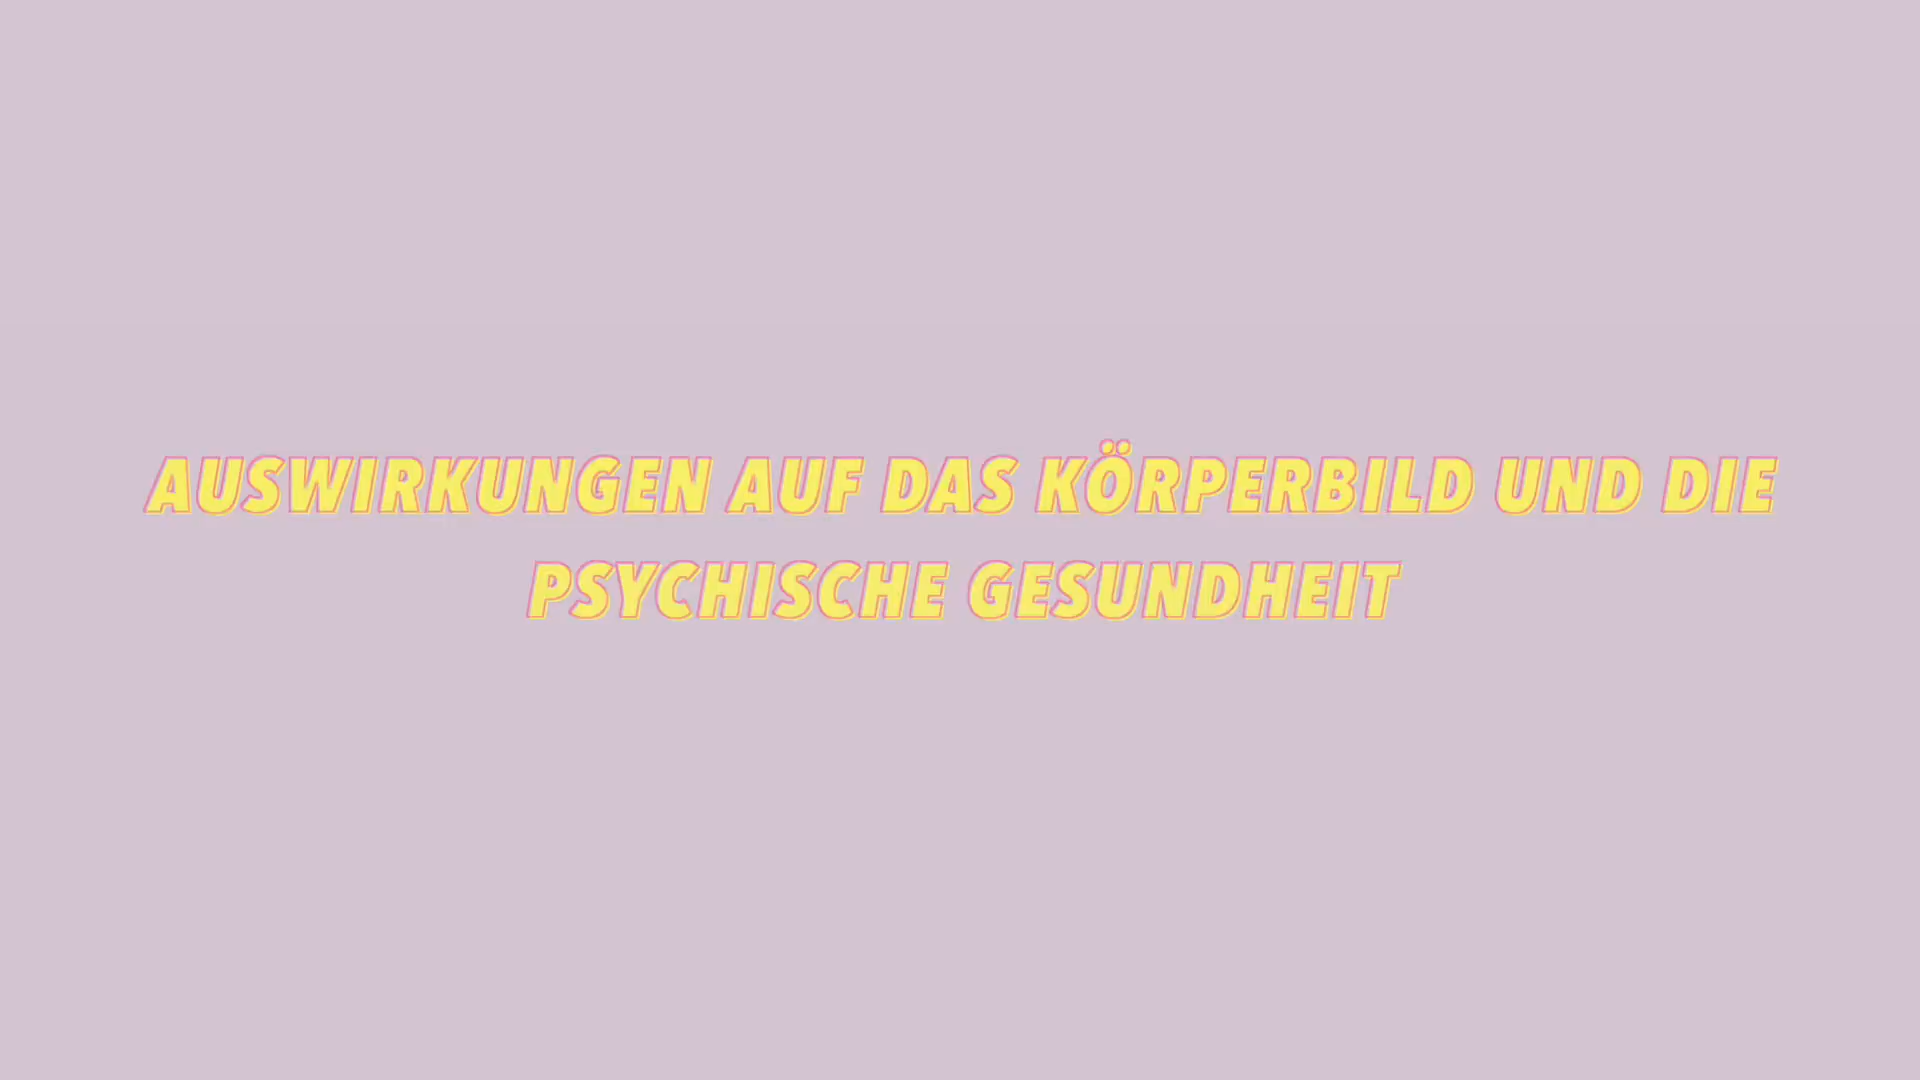 AUSWIRKUNGEN AUF DAS KÖRPERBILD UND DIE
PSYCHISCHE GESUNDHEIT